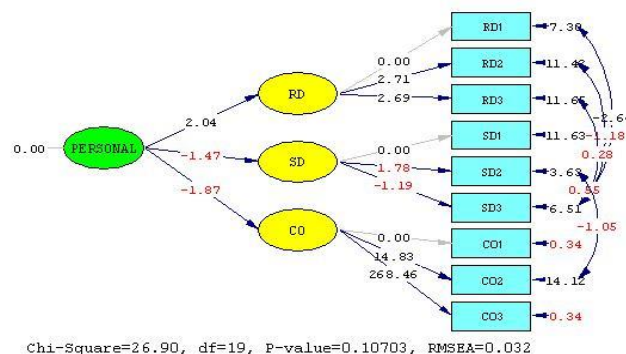 RD1 7.30
0.00
RD2 11.43
2.71
RD
2.69
RD3 11.65
-1.18
2.04
0.28
0.00
SD1 11.63
0.00 PERSONAL
-1.47
SD
1.78
SD2 3.63
-1.19
0.55
-1.87
SD3 6.51
-1.05
CO
0.00
CO1 0.34
14.83
CO2 14.12
268.46
CO3 0.34
Chi-Square=26.90, df=19, P-value=0.10703, RMSEA=0.032